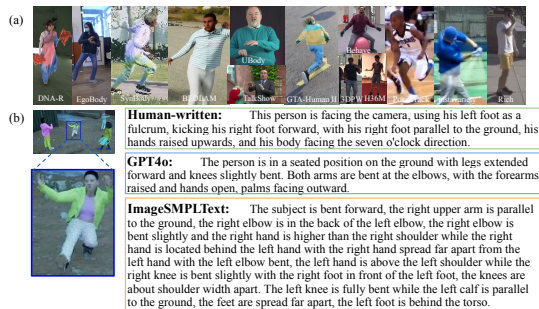 (a)
DNA-R
EgoBody
SynBody
BEDLAM
UBody
TalkShow
GTA-Human II
Behave
3DPW
H36M
PoseTrack
Instavariety
Rich
(b)
Human-written: This person is facing the camera, using his left foot as a
fulcrum, kicking his right foot forward, with his right foot parallel to the ground, his
hands raised upwards, and his body facing the seven o'clock direction.
GPT4o: The person is in a seated position on the ground with legs extended
forward and knees slightly bent. Both arms are bent at the elbows, with the forearms
raised and hands open, palms facing outward.
ImageSMPLText: The subject is bent forward, the right upper arm is parallel
to the ground, the right elbow is in the back of the left elbow, the right elbow is
bent slightly and the right hand is higher than the right shoulder while the right
hand is located behind the left hand with the right hand spread far apart from the
left hand with the left elbow bent, the left hand is above the left shoulder while the
right knee is bent slightly with the right foot in front of the left foot, the knees are
about shoulder width apart. The left knee is fully bent while the left calf is parallel
to the ground, the feet are spread far apart, the left foot is behind the torso.